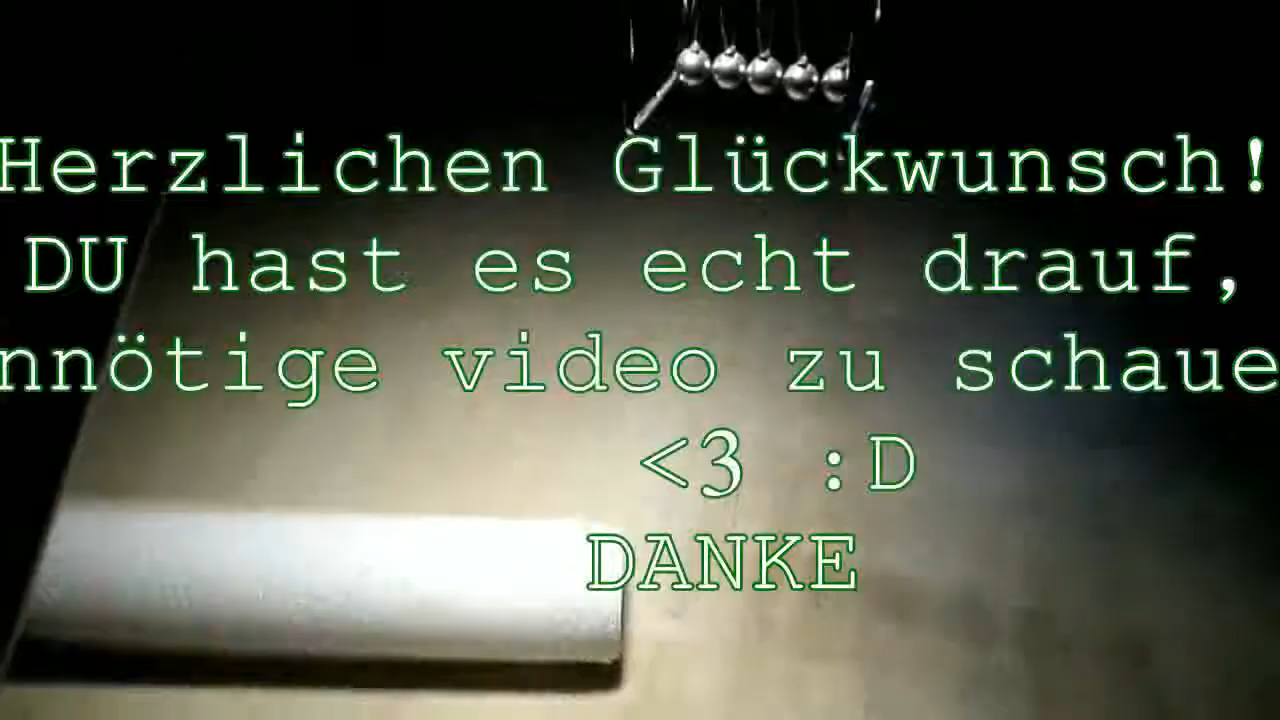 Herzlichen Glückwunsch!
DU hast es echt drauf,
nnötige video zu schaue
<3 :D
DANKE